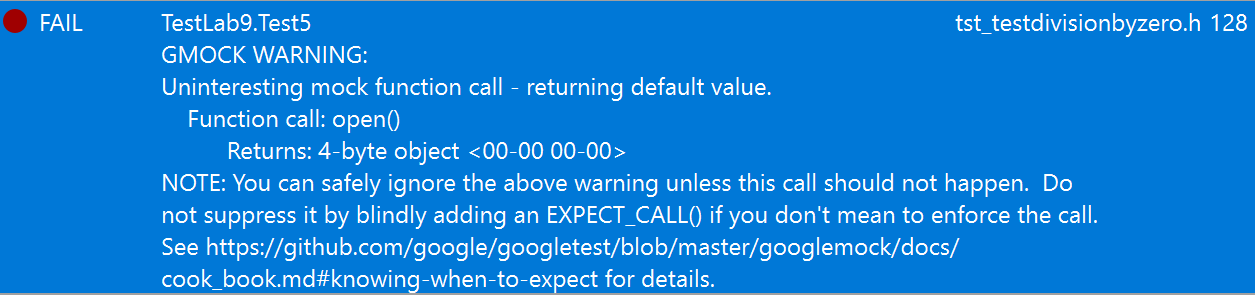 FAIL TestLab9.Test5 tst_testdivisionbyzero.h 128
GMOCK WARNING:
Uninteresting mock function call - returning default value.
Function call: open()
Returns: 4-byte object <00-00 00-00>
NOTE: You can safely ignore the above warning unless this call should not happen.  Do
not suppress it by blindly adding an EXPECT_CALL() if you don't mean to enforce the call.
See https://github.com/google/googletest/blob/master/googlemock/docs/
cook_book.md#knowing-when-to-expect for details.